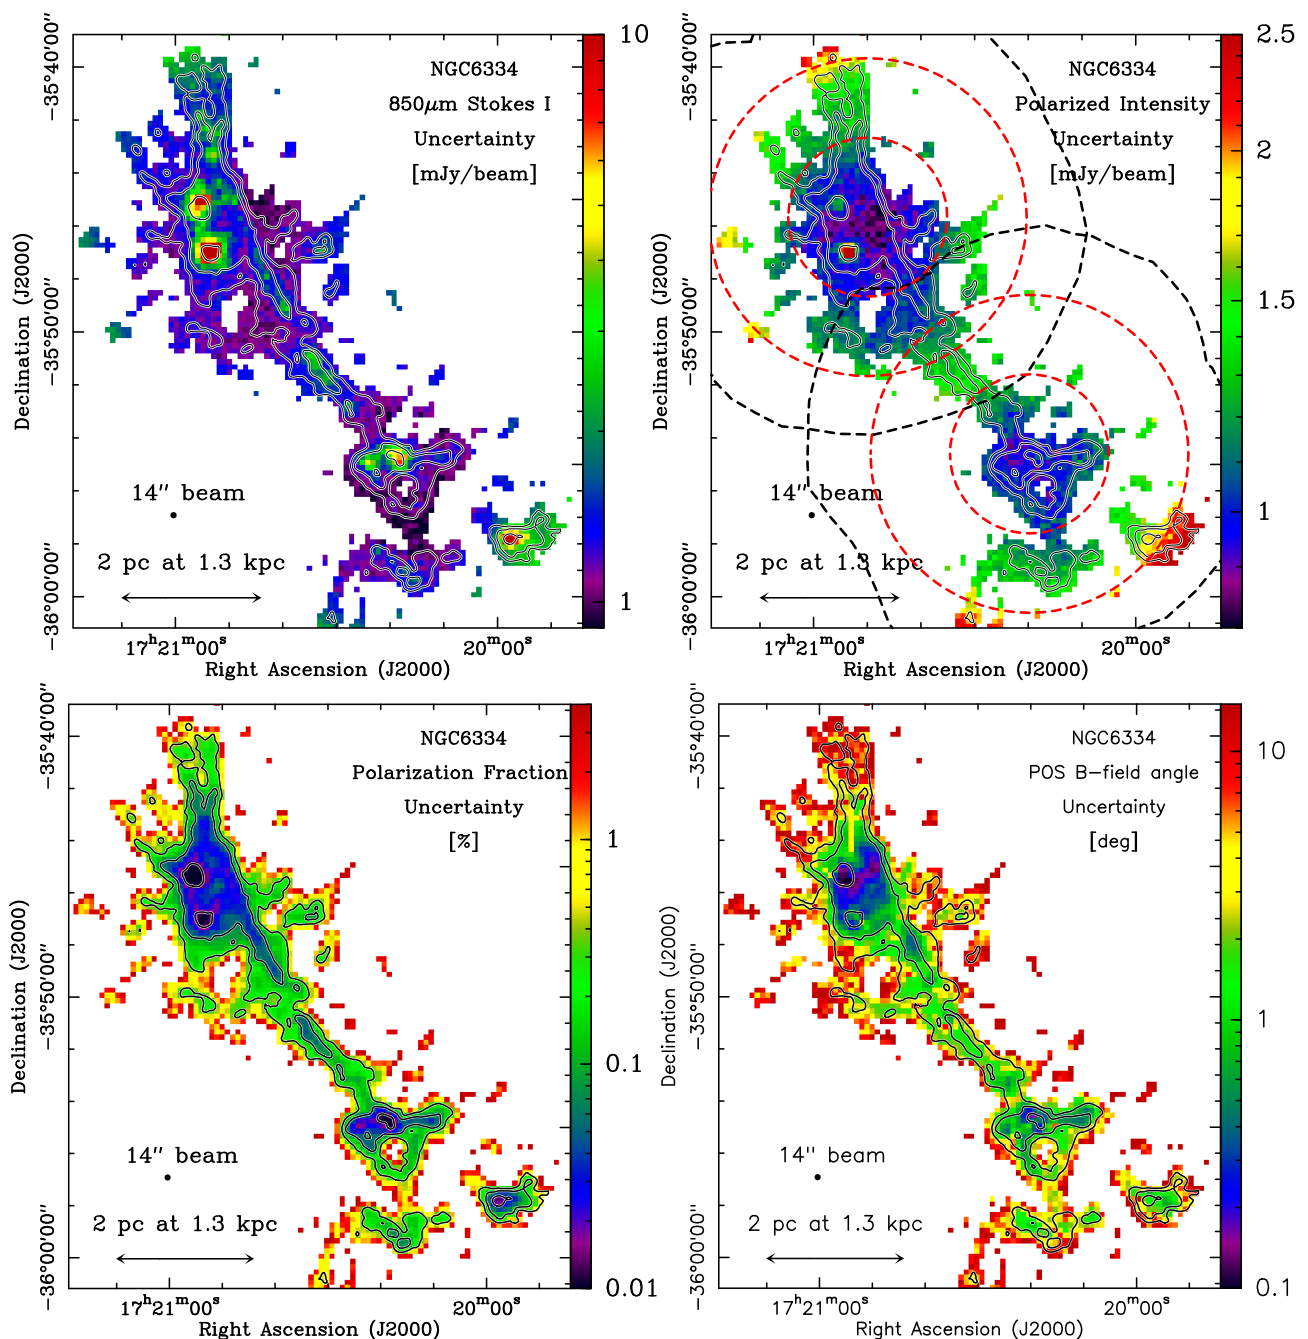 NGC6334
850μm Stokes I
Uncertainty
[mJy/beam]
14″ beam
2 pc at 1.3 kpc
−35°40′00″
−35°50′00″
−36°00′00″
Declination (J2000)
17ʰ21ᵐ00ˢ
20ᵐ00ˢ
Right Ascension (J2000)
10
1
NGC6334
Polarized Intensity
Uncertainty
[mJy/beam]
14″ beam
2 pc at 1.3 kpc
−35°40′00″
−35°50′00″
−36°00′00″
Declination (J2000)
17ʰ21ᵐ00ˢ
20ᵐ00ˢ
Right Ascension (J2000)
2.5
2
1.5
1
NGC6334
Polarization Fraction
Uncertainty
[%]
14″ beam
2 pc at 1.3 kpc
−35°40′00″
−35°50′00″
−36°00′00″
Declination (J2000)
17ʰ21ᵐ00ˢ
20ᵐ00ˢ
Right Ascension (J2000)
1
0.1
0.01
NGC6334
POS B−field angle
Uncertainty
[deg]
14″ beam
2 pc at 1.3 kpc
−35°40′00″
−35°50′00″
−36°00′00″
Declination (J2000)
17ʰ21ᵐ00ˢ
20ᵐ00ˢ
Right Ascension (J2000)
10
1
0.1